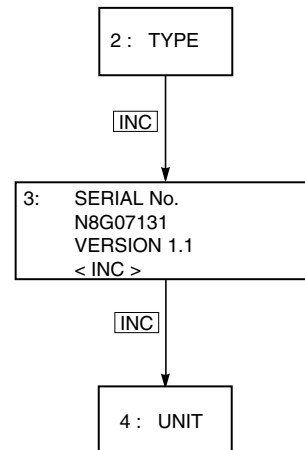 2 : TYPE
INC
3: SERIAL No.
N8G07131
VERSION 1.1
< INC >
INC
4 : UNIT